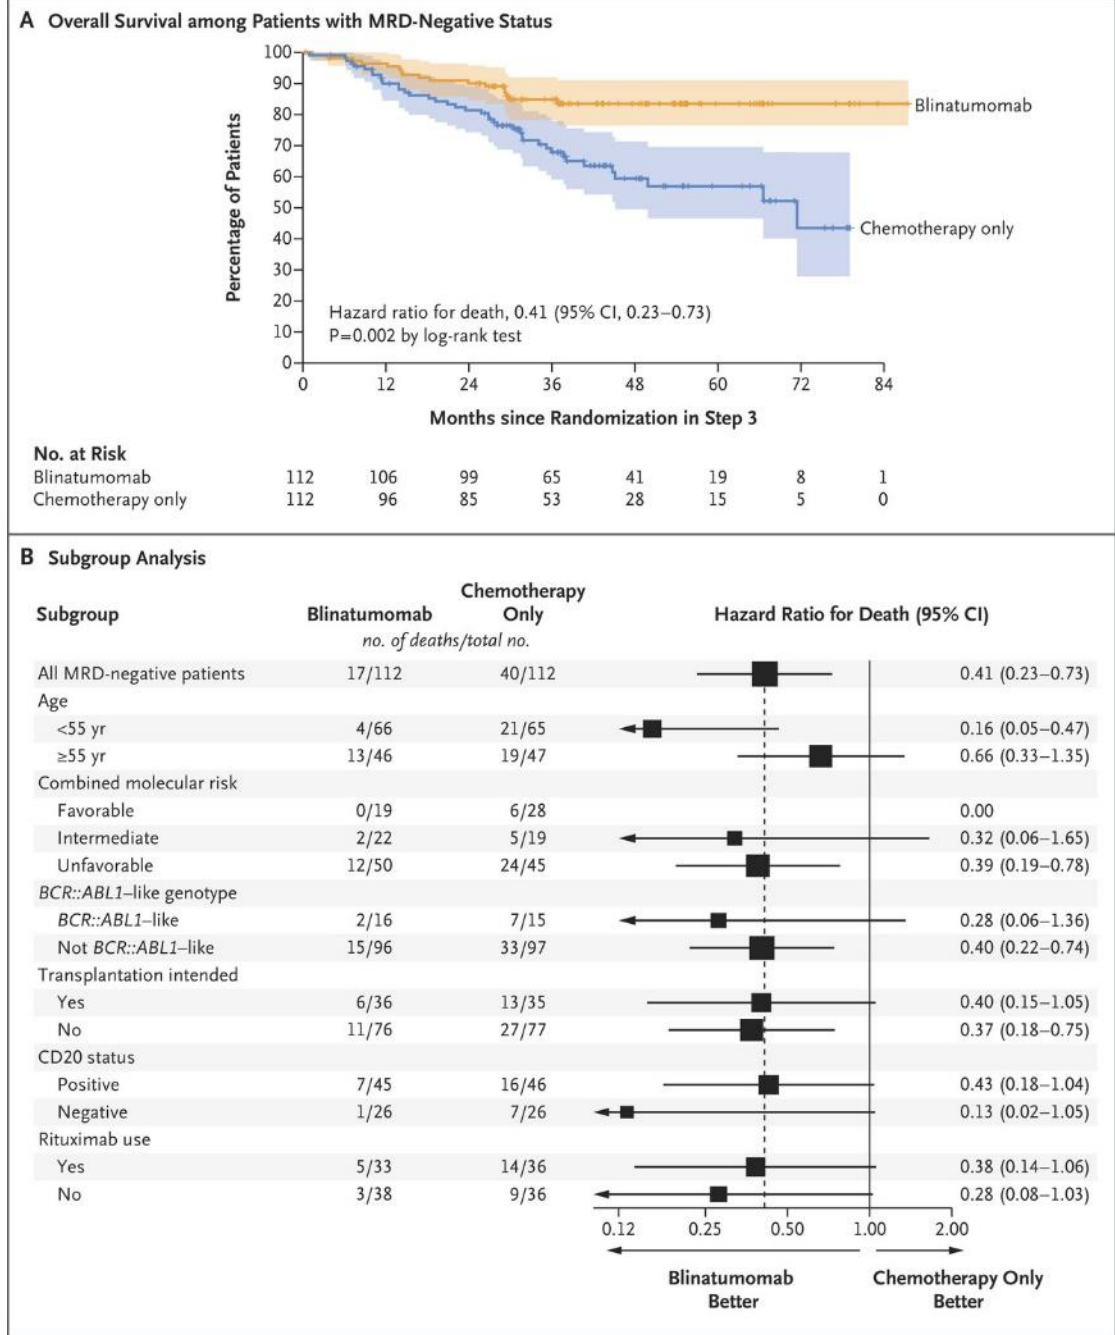 A Overall Survival among Patients with MRD-Negative Status
100
90
80
70
60
50
40
30
20
10
0
Percentage of Patients
Blinatumomab
Chemotherapy only
Hazard ratio for death, 0.41 (95% CI, 0.23–0.73)
P=0.002 by log-rank test
0 12 24 36 48 60 72 84
Months since Randomization in Step 3
No. at Risk
Blinatumomab 112 106 99 65 41 19 8 1
Chemotherapy only 112 96 85 53 28 15 5 0
B Subgroup Analysis
Subgroup Blinatumomab Chemotherapy Only Hazard Ratio for Death (95% CI)
no. of deaths/total no.
All MRD-negative patients 17/112 40/112 0.41 (0.23–0.73)
Age
<55 yr 4/66 21/65 0.16 (0.05–0.47)
≥55 yr 13/46 19/47 0.66 (0.33–1.35)
Combined molecular risk
Favorable 0/19 6/28 0.00
Intermediate 2/22 5/19 0.32 (0.06–1.65)
Unfavorable 12/50 24/45 0.39 (0.19–0.78)
BCR::ABL1–like genotype
BCR::ABL1–like 2/16 7/15 0.28 (0.06–1.36)
Not BCR::ABL1–like 15/96 33/97 0.40 (0.22–0.74)
Transplantation intended
Yes 6/36 13/35 0.40 (0.15–1.05)
No 11/76 27/77 0.37 (0.18–0.75)
CD20 status
Positive 7/45 16/46 0.43 (0.18–1.04)
Negative 1/26 7/26 0.13 (0.02–1.05)
Rituximab use
Yes 5/33 14/36 0.38 (0.14–1.06)
No 3/38 9/36 0.28 (0.08–1.03)
0.12 0.25 0.50 1.00 2.00
Blinatumomab Better
Chemotherapy Only Better